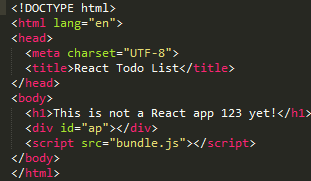 <!DOCTYPE html>
<html lang="en">
<head>
  <meta charset="UTF-8">
  <title>React Todo List</title>
</head>
<body>
  <h1>This is not a React app 123 yet!</h1>
  <div id="ap"></div>
  <script src="bundle.js"></script>
</body>
</html>